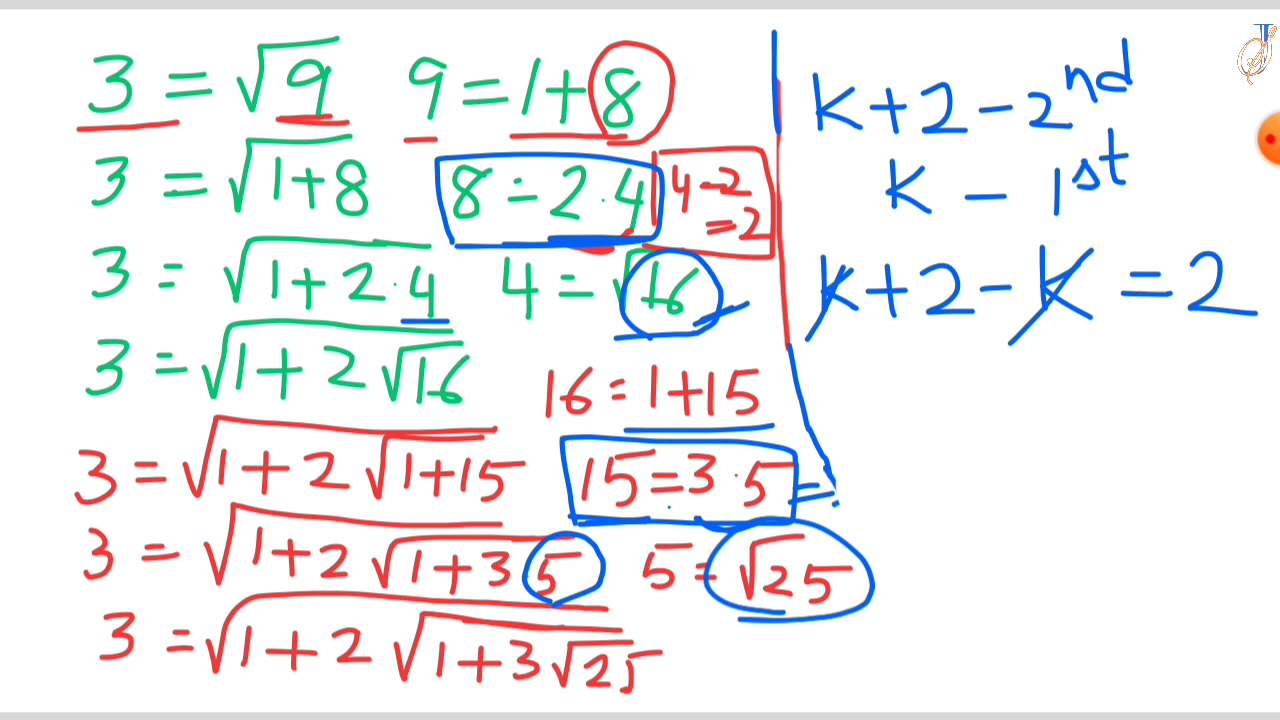 3 = √9 9 = 1+8
3 = √1+8 8 = 2·4 4-2 = 2
3 = √1+2·4 4 = √16
3 = √1+2√16
16 = 1+15
3 = √1+2√1+15 15 = 3·5 =
3 = √1+2√1+3 5 5 = √25
3 = √1+2√1+3√25
k+2 - 2nd
k - 1st
k+2 - k = 2